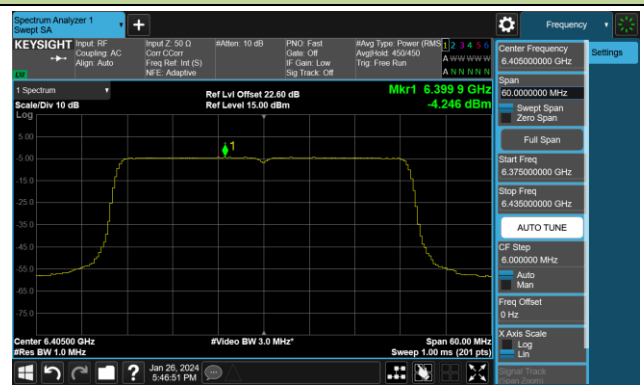 Spectrum Analyzer 1
Swept SA
+
Frequency
KEYSIGHT
Input: RF
Coupling: AC
Align: Auto
Input Z: 50 Ω
Corr CCorr
Freq Ref: Int (S)
NFE: Adaptive
#Atten: 10 dB
PNO: Fast
Gate: Off
IF Gain: Low
Sig Track: Off
#Avg Type: Power (RMS
Avg|Hold: 450/450
Trig: Free Run
1 2 3 4 5 6
A W W W W W
A N N N N N
LW
1 Spectrum
Scale/Div 10 dB
Log
Ref Lvl Offset 22.60 dB
Ref Level 15.00 dBm
Mkr1 6.399 9 GHz
-4.246 dBm
5.00
-5.00
-15.0
-25.0
-35.0
-45.0
-55.0
-65.0
-75.0
1
Center 6.40500 GHz
#Res BW 1.0 MHz
#Video BW 3.0 MHz*
Span 60.00 MHz
Sweep 1.00 ms (201 pts)
Jan 26, 2024
5:46:51 PM
?
Center Frequency
6.405000000 GHz
Settings
Span
60.0000000 MHz
Swept Span
Zero Span
Full Span
Start Freq
6.375000000 GHz
Stop Freq
6.435000000 GHz
AUTO TUNE
CF Step
6.000000 MHz
Auto
Man
Freq Offset
0 Hz
X Axis Scale
Log
Lin
Signal Track
(Span Zoom)